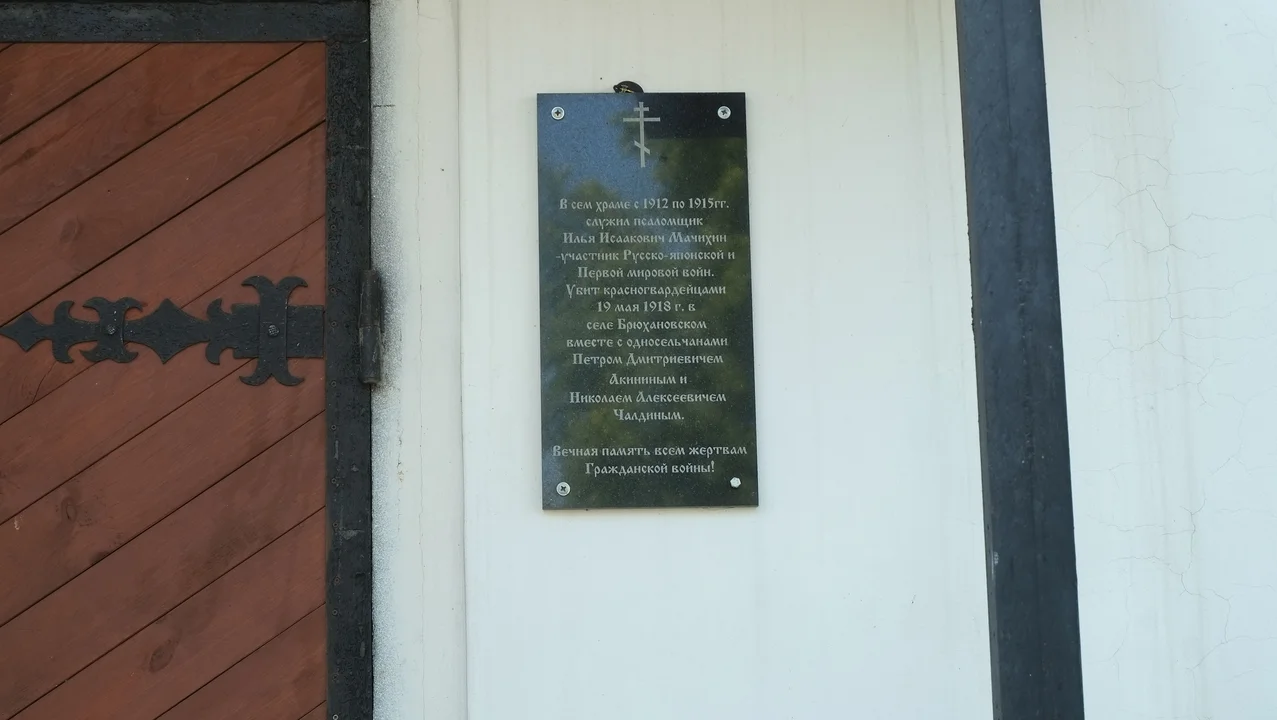 В сем храме с 1912 по 1915гг.
служил псаломщик
Илья Исаакович Мачихин
-участник Русско-японской и
Первой мировой войн.
Убит красногвардейцами
19 мая 1918 г. в
селе Брюхановском
вместе с односельчанами
Петром Дмитриевичем
Акининым и
Николаем Алексеевичем
Чалдиным.
Вечная память всем жертвам
Гражданской войны!